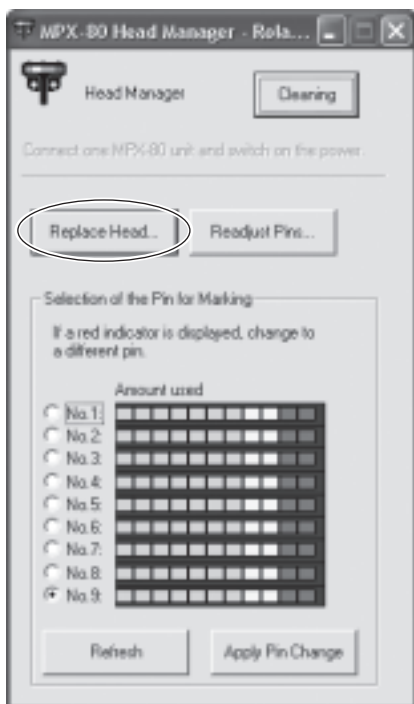 MPX-80 Head Manager - Rola...
Head Manager
Cleaning
Connect one MPX-80 unit and switch on the power.
Replace Head...
Readjust Pins...
Selection of the Pin for Marking
If a red indicator is displayed, change to
a different pin.
Amount used
No.1:
No.2:
No.3:
No.4:
No.5:
No.6:
No.7:
No.8:
No.9:
Refresh
Apply Pin Change